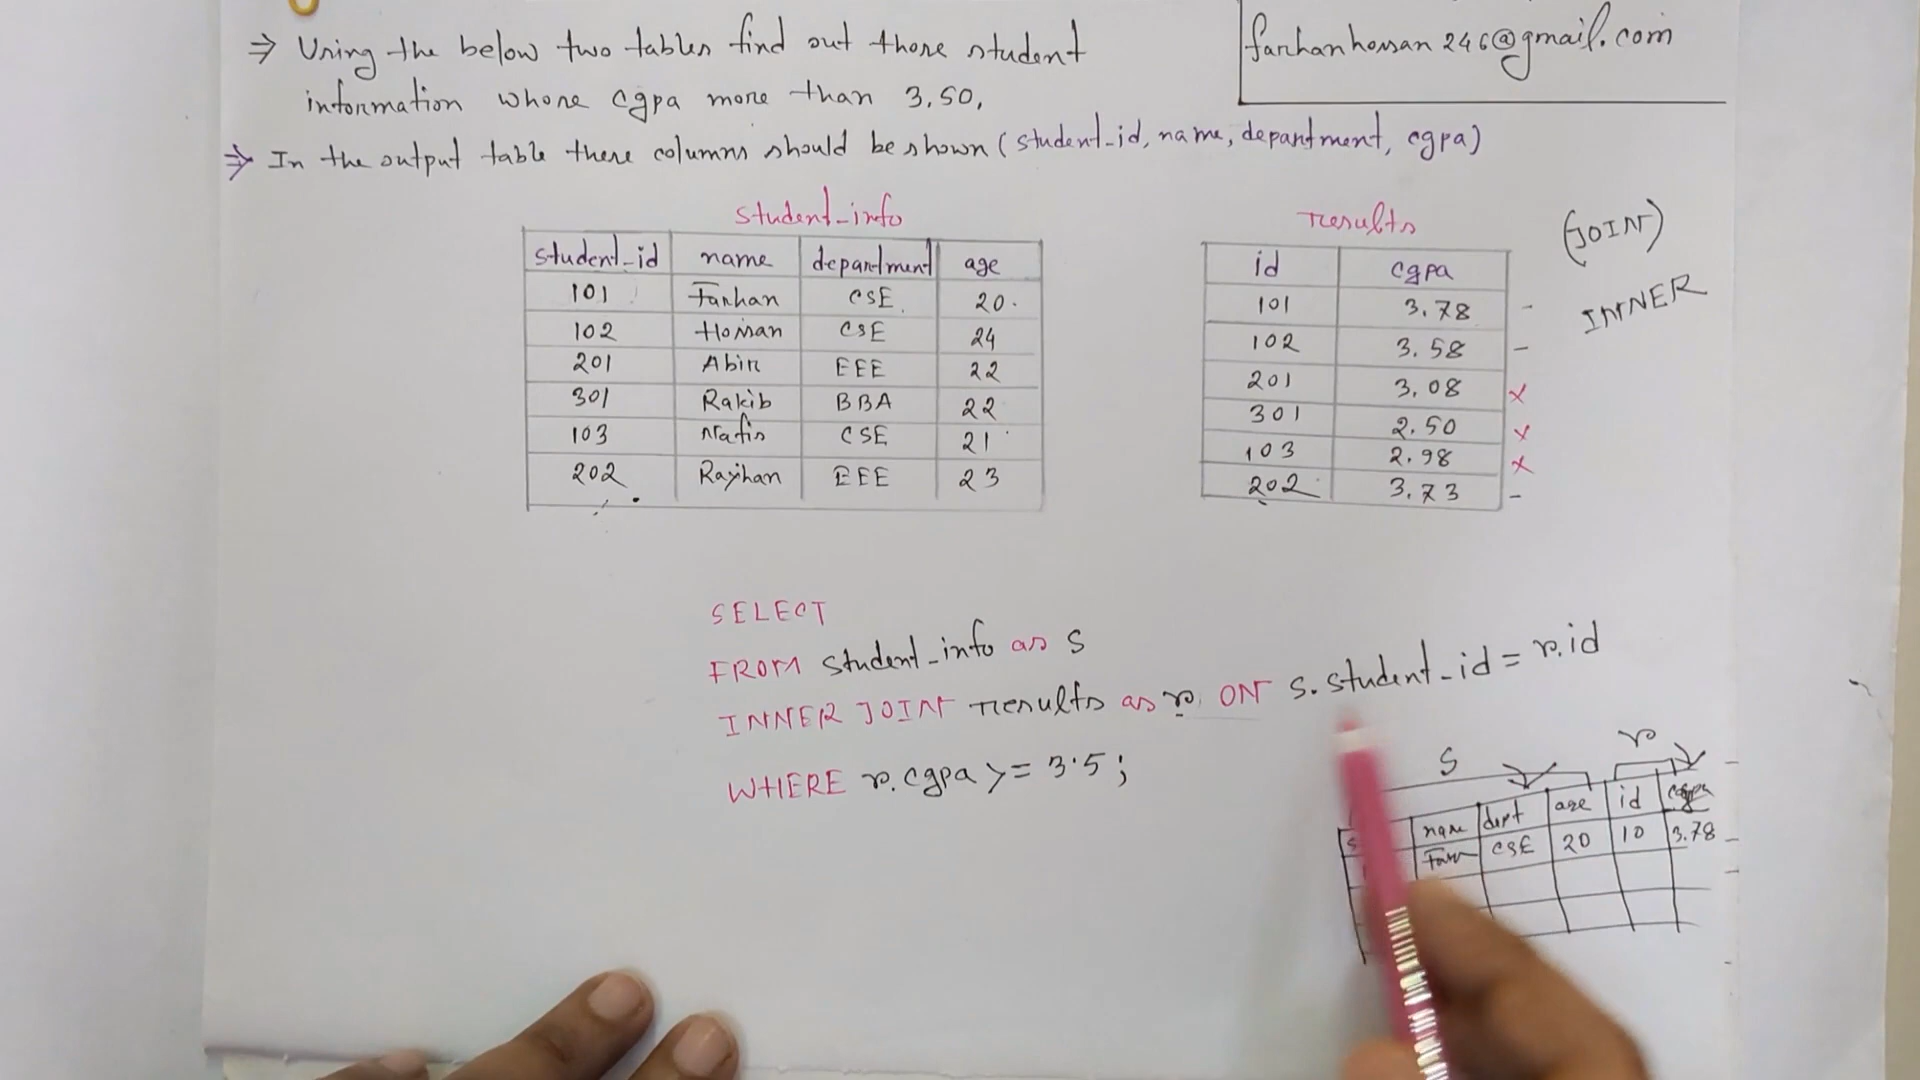 ⇒ Using the below two tables find out those student
information whose cgpa more than 3.50,
⇒ In the output table these columns should be shown (student_id, name, department, cgpa)
farhanhossan246@gmail.com
student_info
student_id name department age
101 Farhan CSE 20
102 Hossan CSE 24
201 Abir EEE 22
301 Rakib BBA 22
103 Nafis CSE 21
202 Rayhan EEE 23
results
id cgpa
101 3.78 -
102 3.58 -
201 3.08 x
301 2.50 x
103 2.98 x
202 3.73 -
(JOIN)
INNER
SELECT
FROM student_info as S
INNER JOIN results as r ON S.student_id = r.id
WHERE r.cgpa >= 3.5;
S r
name dept age id cgpa
CSE 20 10 3.78